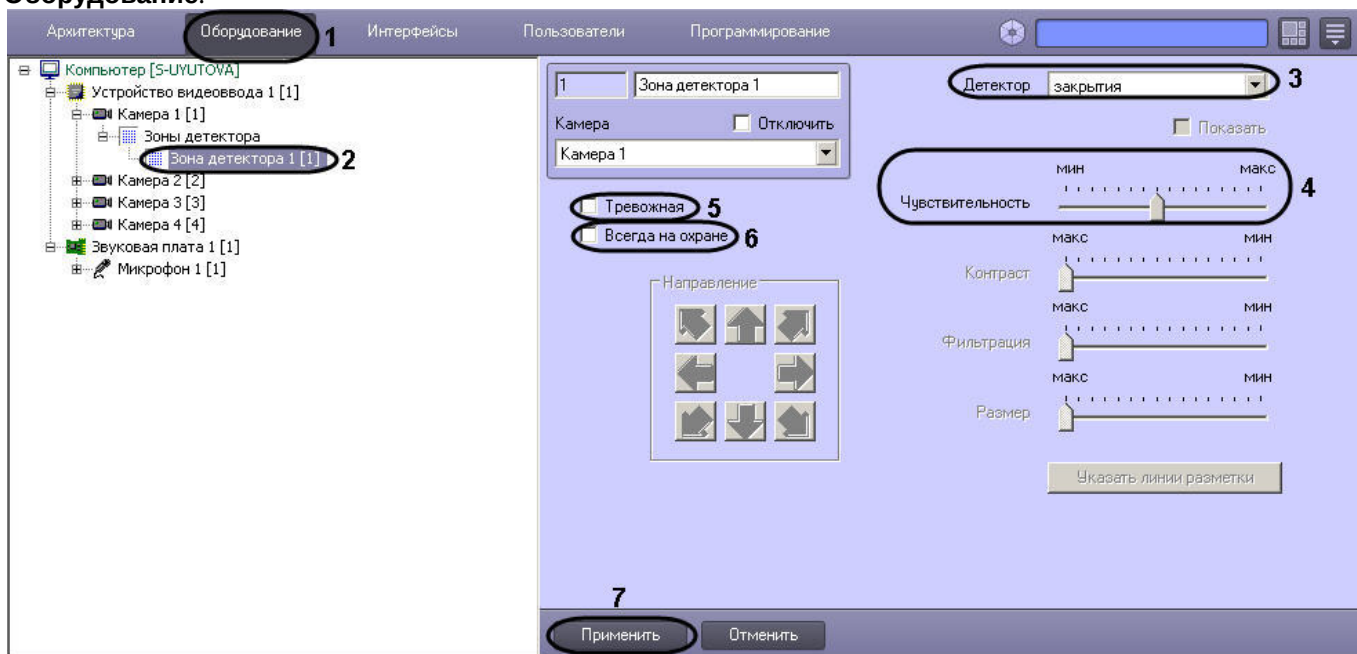 Оборудование.
Архитектура Оборудование 1 Интерфейсы Пользователи Программирование
Компьютер [S-UYUTOVA]
Устройство видеоввода 1 [1]
Камера 1 [1]
Зоны детектора
Зона детектора 1 [1] 2
Камера 2 [2]
Камера 3 [3]
Камера 4 [4]
Звуковая плата 1 [1]
Микрофон 1 [1]
1 Зона детектора 1
Камера Отключить
Камера 1
Тревожная 5
Всегда на охране 6
Направление
Детектор закрытия 3
Показать
мин макс
Чувствительность 4
макс мин
Контраст
макс мин
Фильтрация
макс мин
Размер
Указать линии разметки
7
Применить Отменить